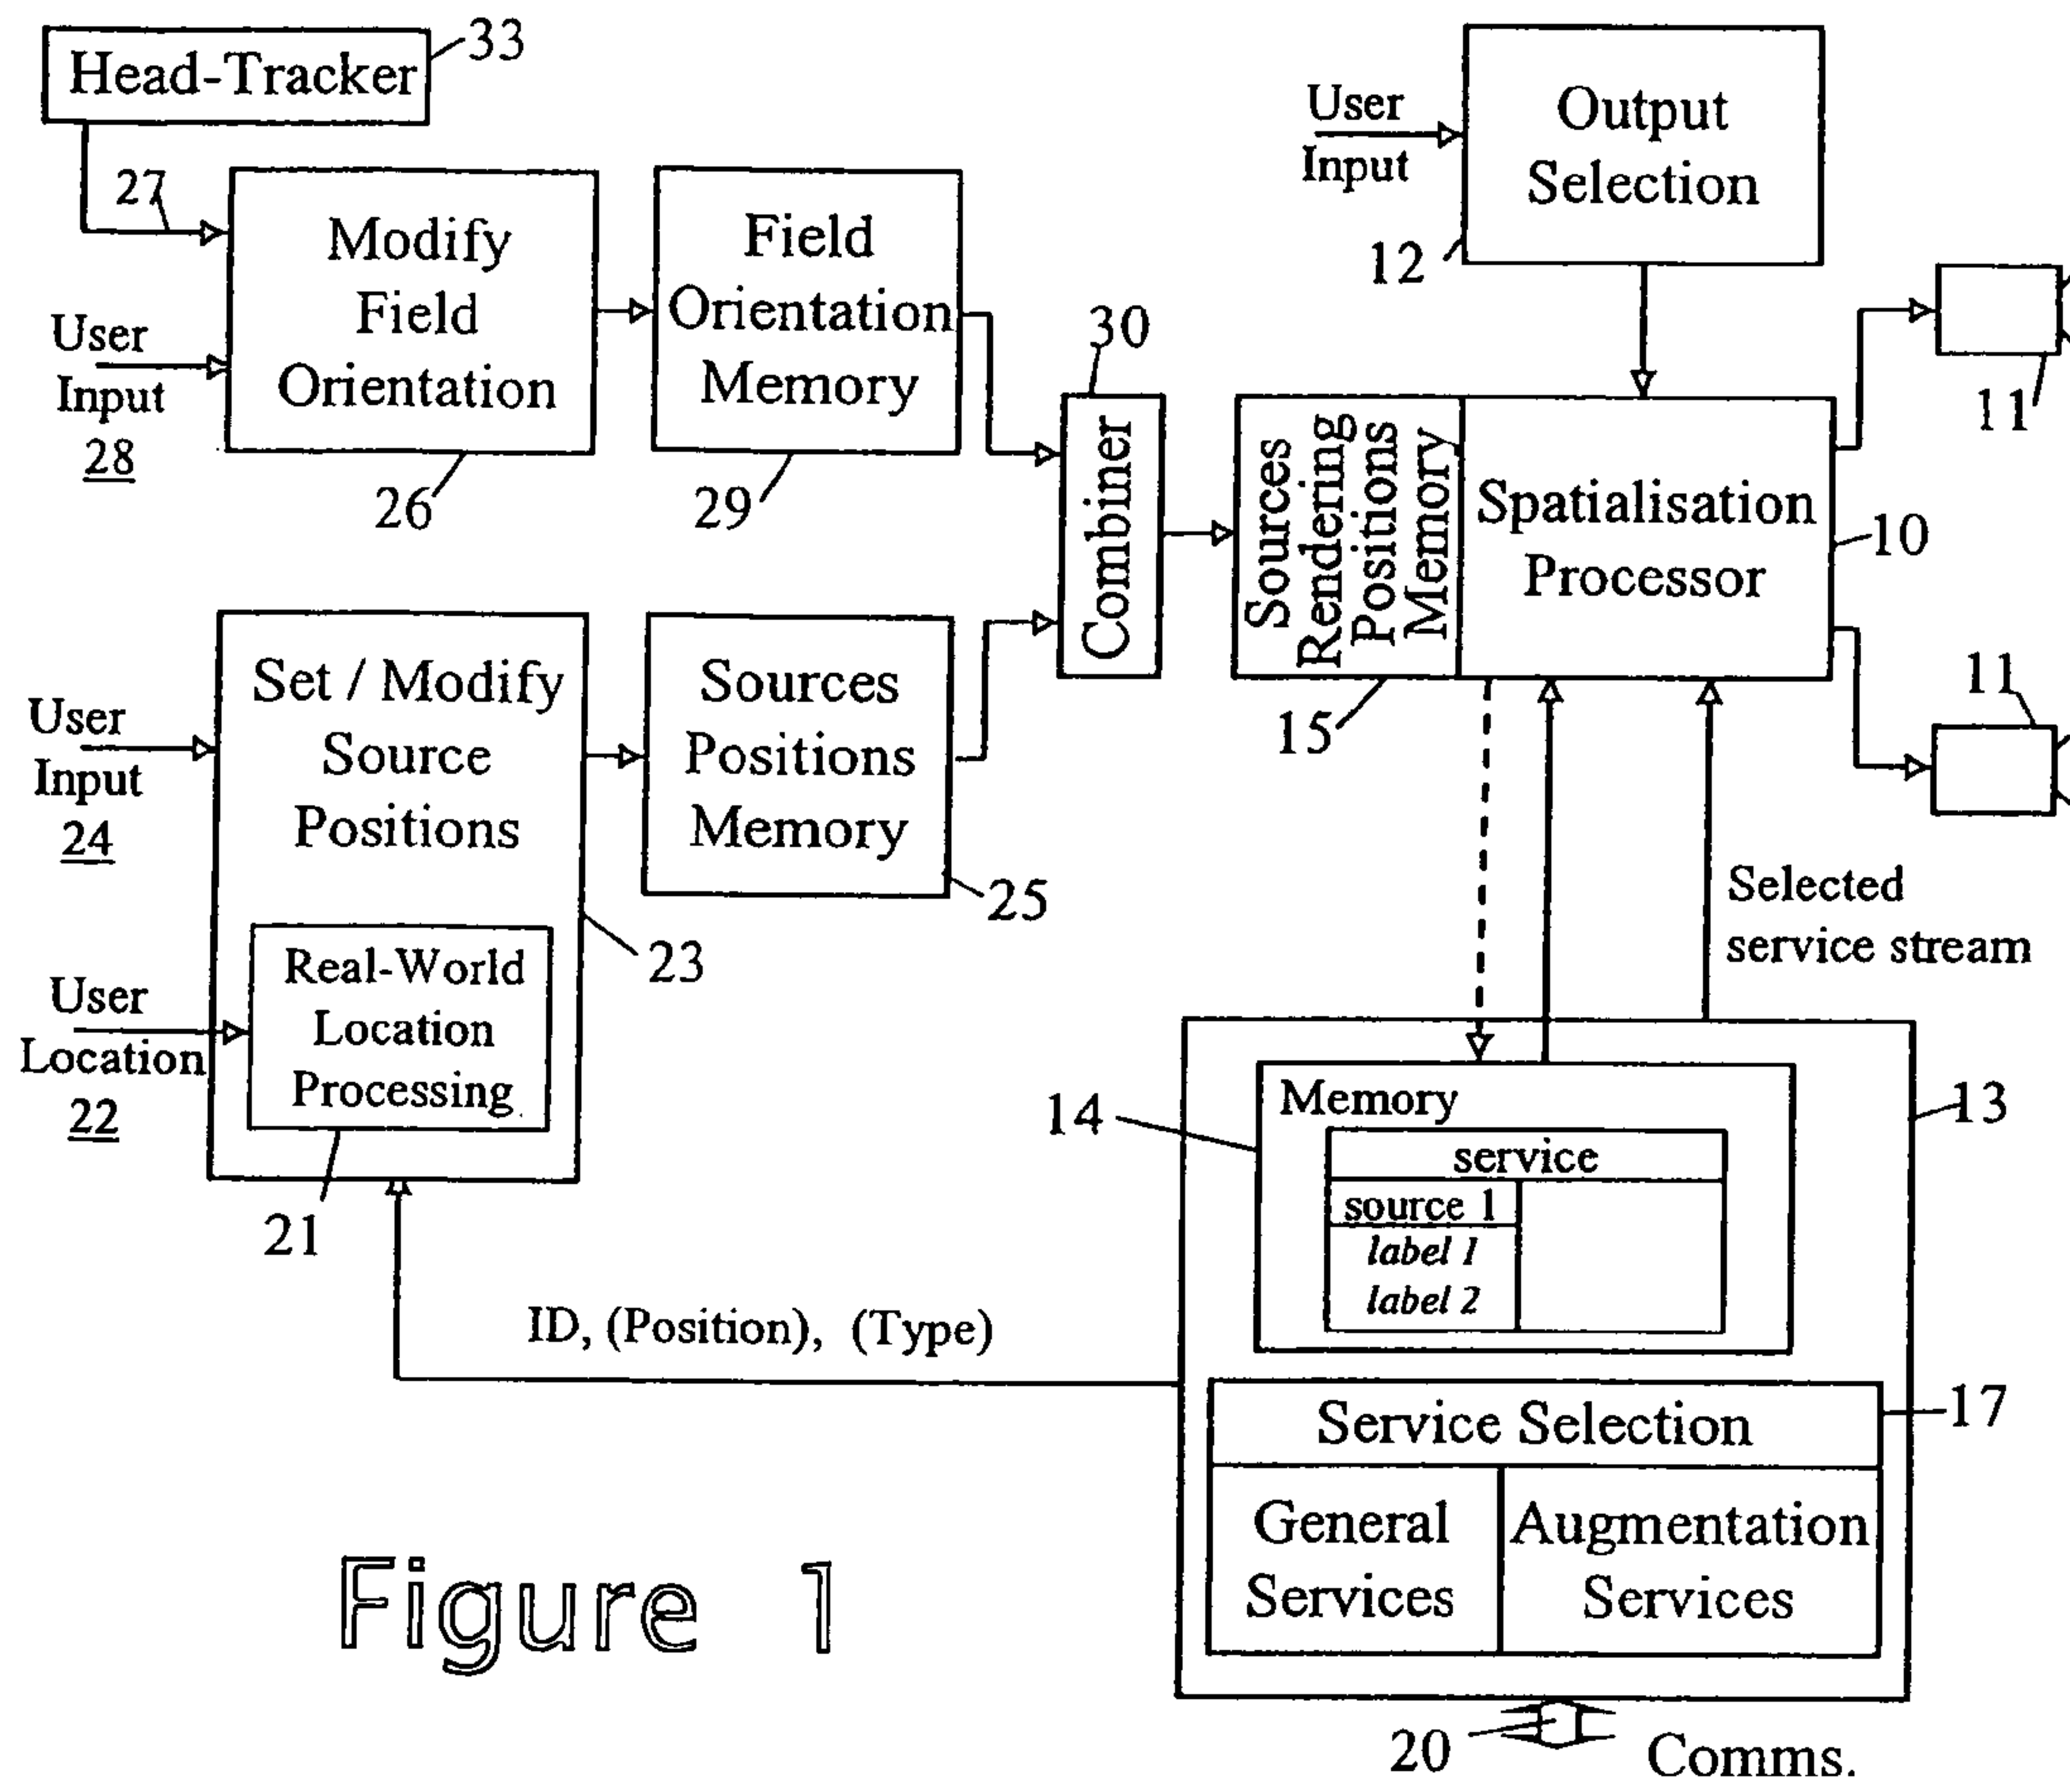 Head-Tracker
33
27
User
Input
28
Modify
Field
Orientation
26
Field
Orientation
Memory
29
User
Input
Output
Selection
12
30
Combiner
Sources
Rendering
Positions
Memory
15
Spatialisation
Processor
10
11
11
User
Input
24
Set / Modify
Source
Positions
User
Location
22
Real-World
Location
Processing
21
23
Sources
Positions
Memory
25
Selected
service stream
ID, (Position), (Type)
14
Memory
service
source 1
label 1
label 2
13
Service Selection
17
General
Services
Augmentation
Services
20
Comms.
Figure 1